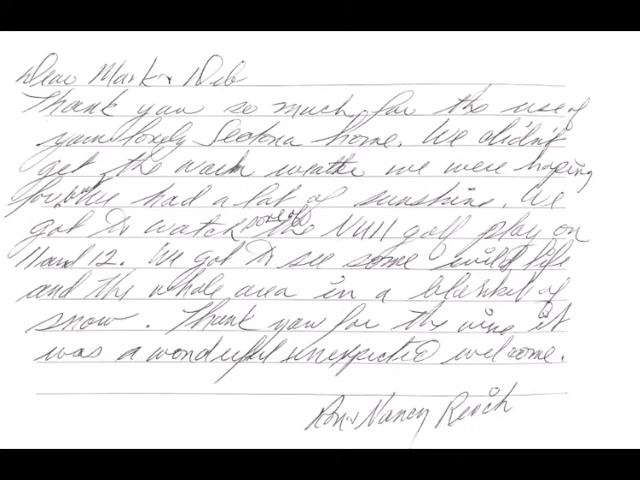 Dear Mark & Deb
Thank you so much for the use of
your lovely Sedona home. We didn't
get the warm weather we were hoping
for, but we had a lot of sunshine. We
got to watch some of the golf play on
11 and 12. We got to see some wild life
and the whole area in a blanket of
snow. Thank you for the wine it
was a wonderful unexpected welcome.
Ron & Nancy